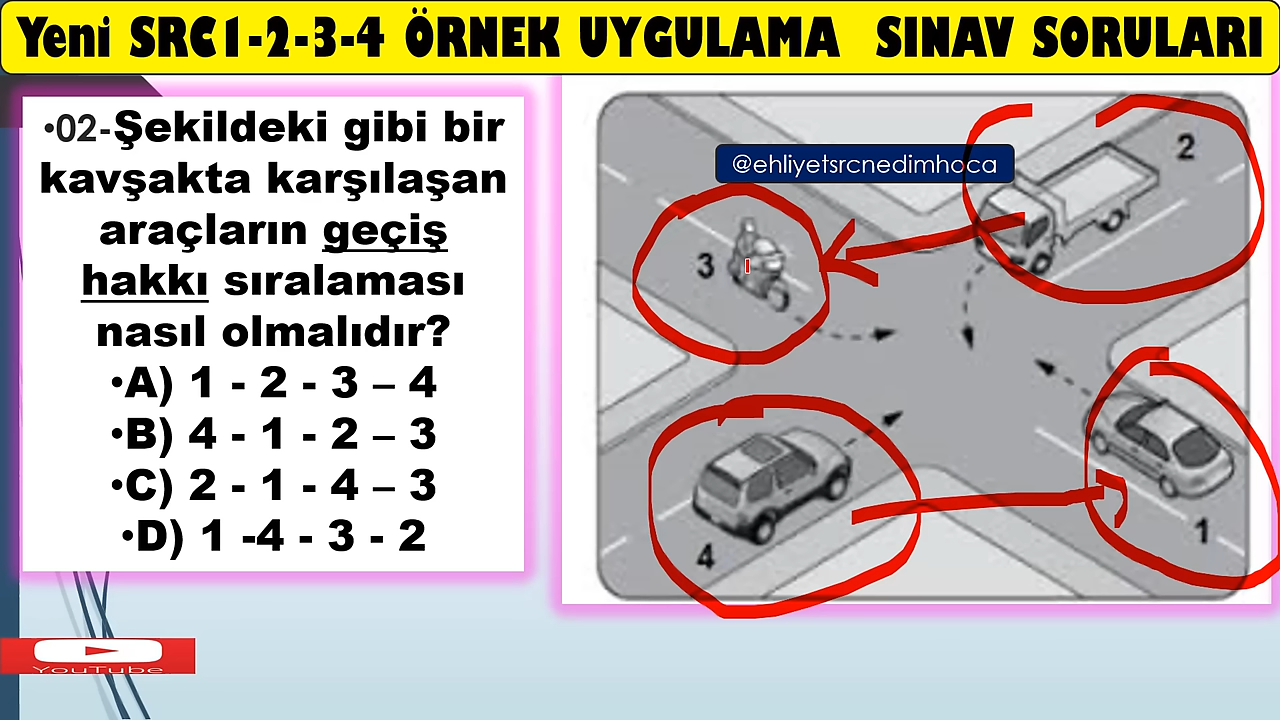 Yeni SRC1-2-3-4 ÖRNEK UYGULAMA SINAV SORULARI
•02-Şekildeki gibi bir
kavşakta karşılaşan
araçların geçiş
hakkı sıralaması
nasıl olmalıdır?
•A) 1 - 2 - 3 – 4
•B) 4 - 1 - 2 – 3
•C) 2 - 1 - 4 – 3
•D) 1 -4 - 3 - 2
@ehliyetsrcnedimhoca
2
3
4
1
YouTube